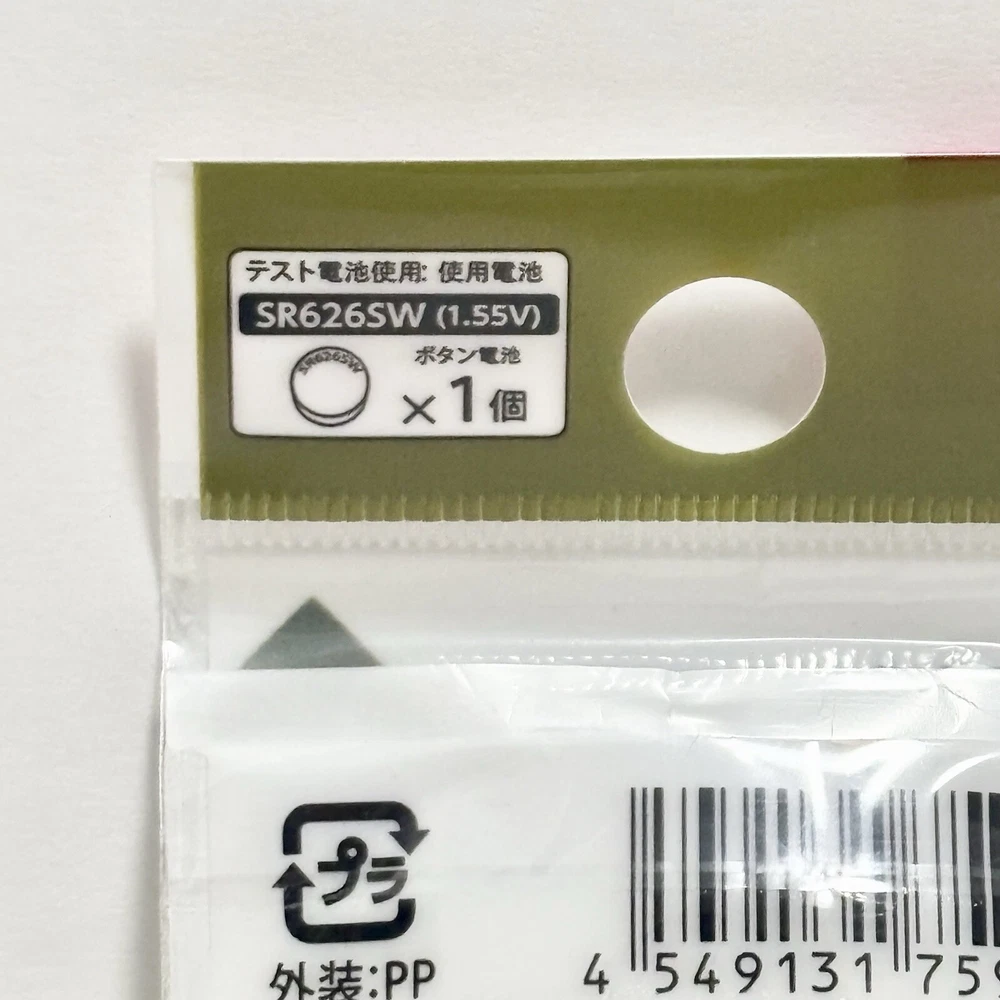 テスト電池使用: 使用電池
SR626SW (1.55V)
SR626SW
ボタン電池
×1個
プラ
外装:PP
4 549131 759